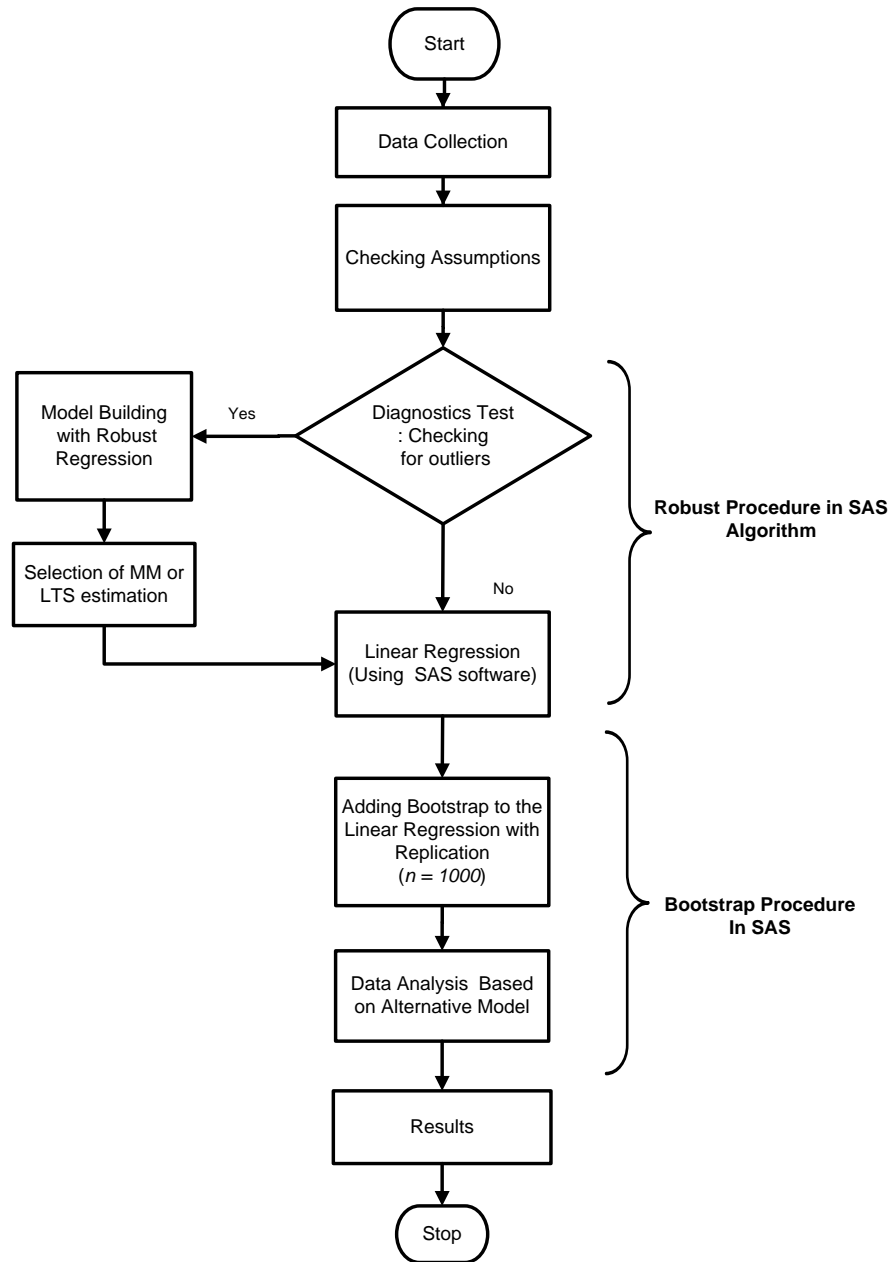 Start
Data Collection
Checking Assumptions
Diagnostics Test
: Checking
for outliers
Yes
Model Building
with Robust
Regression
Selection of MM or
LTS estimation
No
Linear Regression
(Using SAS software)
Robust Procedure in SAS
Algorithm
Adding Bootstrap to the
Linear Regression with
Replication
(n = 1000)
Data Analysis Based
on Alternative Model
Bootstrap Procedure
In SAS
Results
Stop